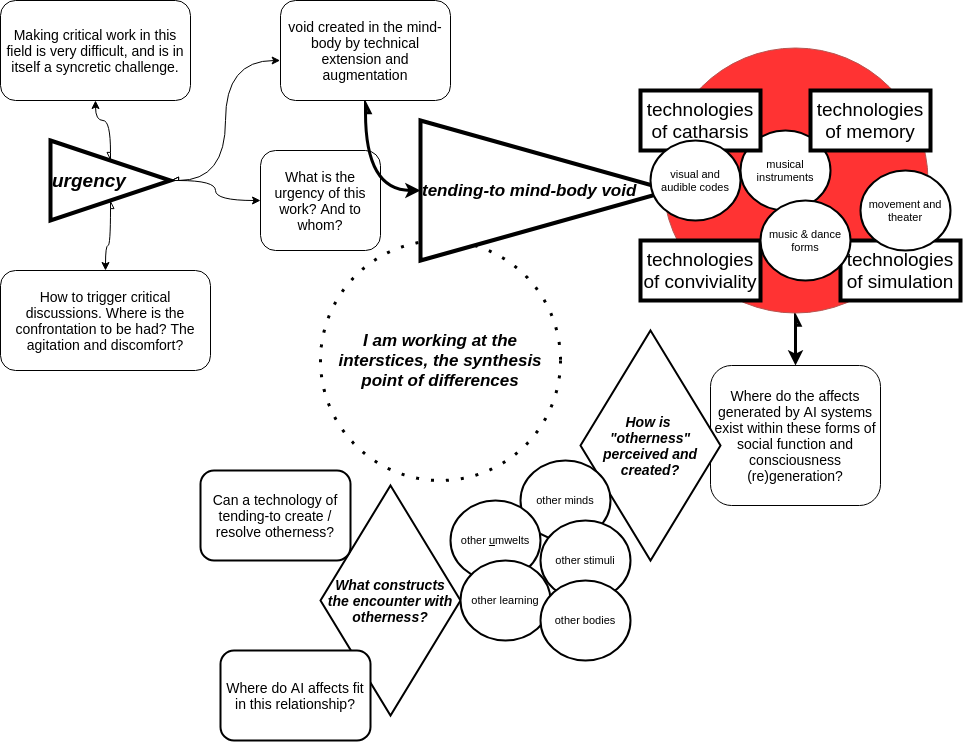 Making critical work in this
field is very difficult, and is in
itself a syncretic challenge.
void created in the mind-
body by technical
extension and
augmentation
urgency
What is the
urgency of this
work? And to
whom?
How to trigger critical
discussions. Where is the
confrontation to be had? The
agitation and discomfort?
tending-to mind-body void
technologies
of catharsis
technologies
of memory
musical
instruments
visual and
audible codes
movement and
theater
music & dance
forms
technologies
of conviviality
technologies
of simulation
I am working at the
interstices, the synthesis
point of differences
Where do the affects
generated by AI systems
exist within these forms of
social function and
consciousness
(re)generation?
How is
"otherness"
perceived and
created?
other minds
other umwelts
other stimuli
other learning
other bodies
Can a technology of
tending-to create /
resolve otherness?
What constructs
the encounter with
otherness?
Where do AI affects fit
in this relationship?